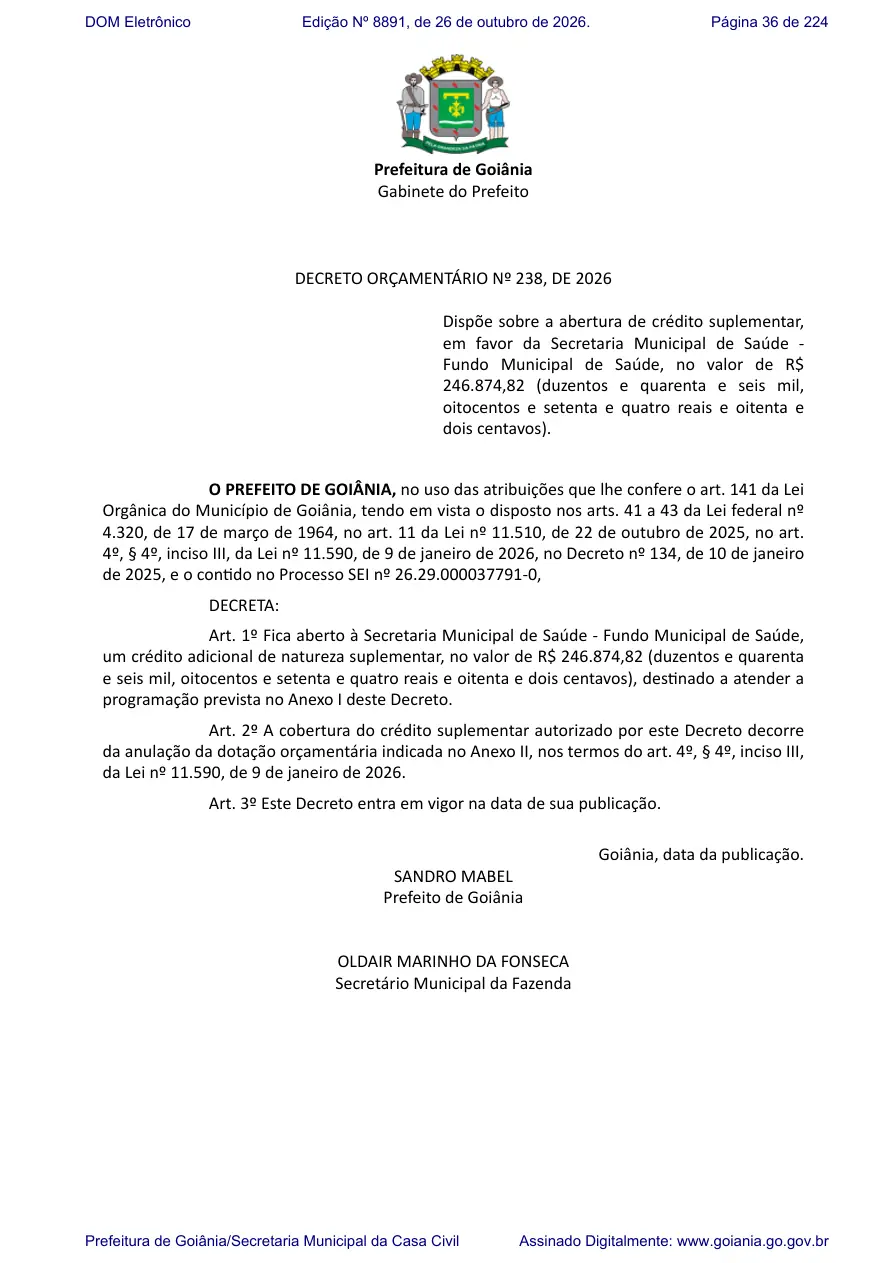 DOM Eletrônico Edição Nº 8891, de 26 de outubro de 2026. Página 36 de 224
PELA GRANDEZA DA PÁTRIA
Prefeitura de Goiânia
Gabinete do Prefeito
DECRETO ORÇAMENTÁRIO Nº 238, DE 2026
Dispõe sobre a abertura de crédito suplementar,
em favor da Secretaria Municipal de Saúde -
Fundo Municipal de Saúde, no valor de R$
246.874,82 (duzentos e quarenta e seis mil,
oitocentos e setenta e quatro reais e oitenta e
dois centavos).
O PREFEITO DE GOIÂNIA, no uso das atribuições que lhe confere o art. 141 da Lei
Orgânica do Município de Goiânia, tendo em vista o disposto nos arts. 41 a 43 da Lei federal nº
4.320, de 17 de março de 1964, no art. 11 da Lei nº 11.510, de 22 de outubro de 2025, no art.
4º, § 4º, inciso III, da Lei nº 11.590, de 9 de janeiro de 2026, no Decreto nº 134, de 10 de janeiro
de 2025, e o contido no Processo SEI nº 26.29.000037791-0,
DECRETA:
Art. 1º Fica aberto à Secretaria Municipal de Saúde - Fundo Municipal de Saúde,
um crédito adicional de natureza suplementar, no valor de R$ 246.874,82 (duzentos e quarenta
e seis mil, oitocentos e setenta e quatro reais e oitenta e dois centavos), destinado a atender a
programação prevista no Anexo I deste Decreto.
Art. 2º A cobertura do crédito suplementar autorizado por este Decreto decorre
da anulação da dotação orçamentária indicada no Anexo II, nos termos do art. 4º, § 4º, inciso III,
da Lei nº 11.590, de 9 de janeiro de 2026.
Art. 3º Este Decreto entra em vigor na data de sua publicação.
Goiânia, data da publicação.
SANDRO MABEL
Prefeito de Goiânia
OLDAIR MARINHO DA FONSECA
Secretário Municipal da Fazenda
Prefeitura de Goiânia/Secretaria Municipal da Casa Civil Assinado Digitalmente: www.goiania.go.gov.br